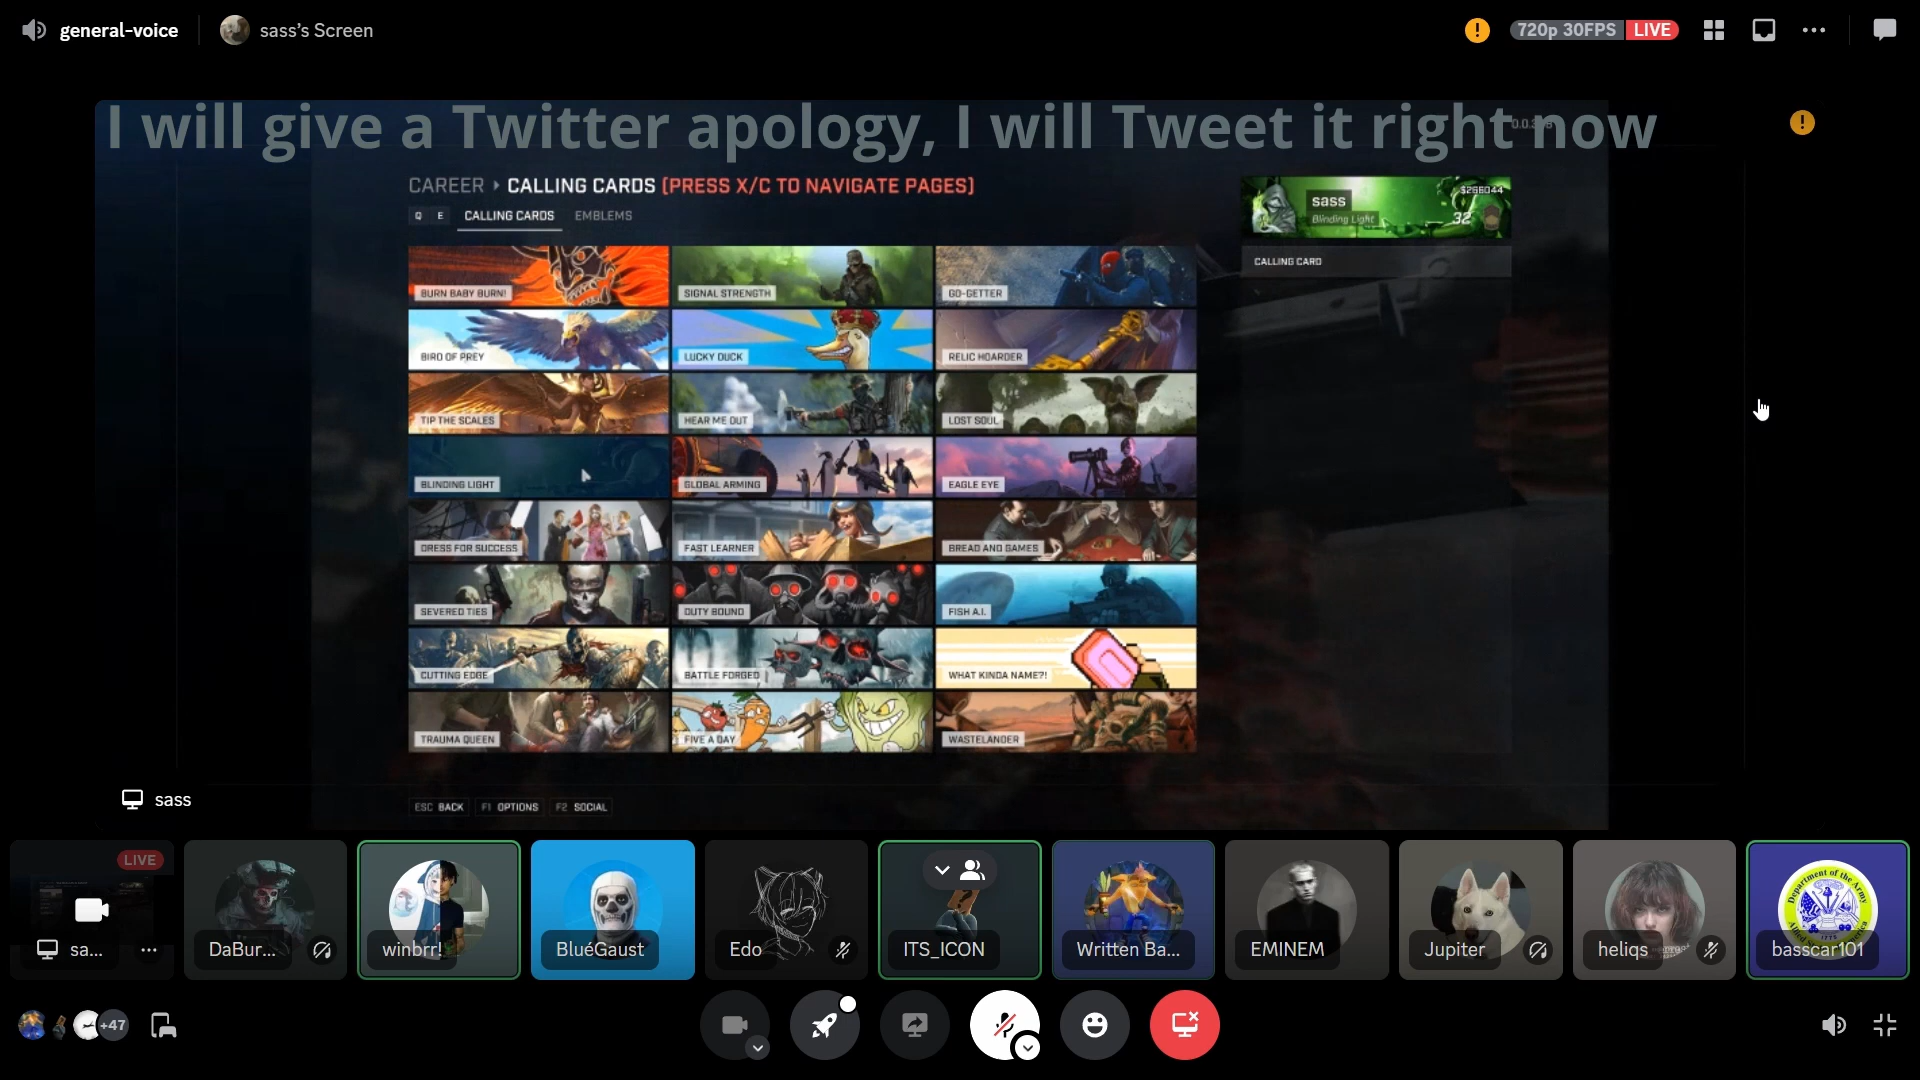 general-voice
sass's Screen
720p 30FPS LIVE
I will give a Twitter apology, I will Tweet it right now
CAREER CALLING CARDS [PRESS X/C TO NAVIGATE PAGES]
Q E CALLING CARDS EMBLEMS
sass
Blinding Light
32
CALLING CARD
BURN BABY BURN! SIGNAL STRENGTH GO-GETTER
BIRD OF PREY LUCKY DUCK RELIC HOARDER
TIP THE SCALES HEAR ME OUT LOST SOUL
BLINDING LIGHT GLOBAL ARMING EAGLE EYE
DRESS FOR SUCCESS FAST LEARNER BREAD AND GAMES
SEVERED TIES DUTY BOUND FISH A.I.
CUTTING EDGE BATTLE FORGED WHAT KINDA NAME?!
TRAUMA QUEEN FIVE A DAY WASTELANDER
ESC BACK F1 OPTIONS F2 SOCIAL
sass
LIVE
sa... DaBur... winbrr! BluéGaust Edo ITS_ICON Written Ba... EMINEM Jupiter heliqs basscar101
Department of the Army
1775
+47